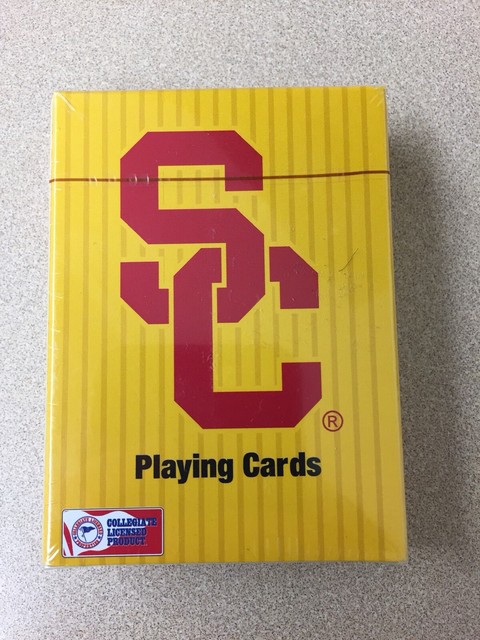 SC
®
Playing Cards
COLLEGIATE
LICENSED
PRODUCT